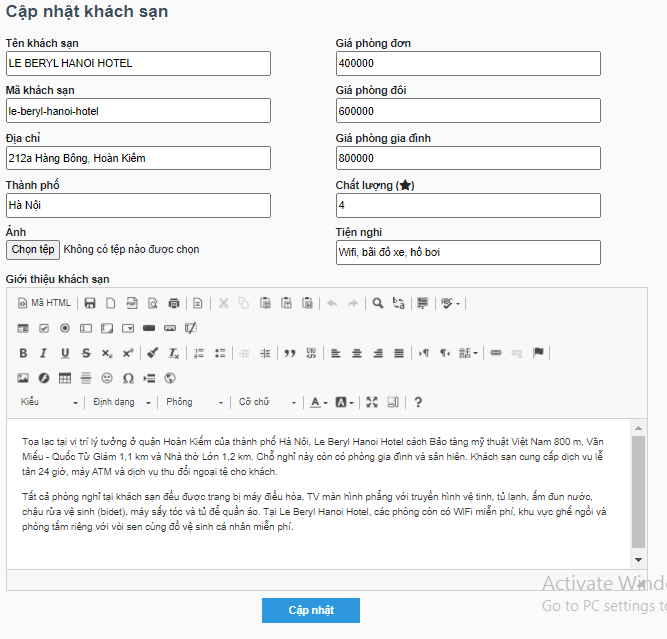 Cập nhật khách sạn
Tên khách sạn
LE BERYL HANOI HOTEL
Mã khách sạn
le-beryl-hanoi-hotel
Địa chỉ
212a Hàng Bông, Hoàn Kiếm
Thành phố
Hà Nội
Ảnh
Chọn tệp Không có tệp nào được chọn
Giá phòng đơn
400000
Giá phòng đôi
600000
Giá phòng gia đình
800000
Chất lượng (★)
4
Tiện nghi
Wifi, bãi đổ xe, hồ bơi
Giới thiệu khách sạn
Mã HTML
Kiểu Định dạng Phông Cỡ chữ
Tọa lạc tại vị trí lý tưởng ở quận Hoàn Kiếm của thành phố Hà Nội, Le Beryl Hanoi Hotel cách Bảo tàng mỹ thuật Việt Nam 800 m, Văn
Miếu - Quốc Tử Giám 1,1 km và Nhà thờ Lớn 1,2 km. Chỗ nghỉ này còn có phòng gia đình và sân hiên. Khách sạn cung cấp dịch vụ lễ
tân 24 giờ, máy ATM và dịch vụ thu đổi ngoại tệ cho khách.
Tất cả phòng nghỉ tại khách sạn đều được trang bị máy điều hòa, TV màn hình phẳng với truyền hình vệ tinh, tủ lạnh, ấm đun nước,
chậu rửa vệ sinh (bidet), máy sấy tóc và tủ để quần áo. Tại Le Beryl Hanoi Hotel, các phòng còn có WiFi miễn phí, khu vực ghế ngồi và
phòng tắm riêng với vòi sen cùng đồ vệ sinh cá nhân miễn phí.
Cập nhật
Activate Windo
Go to PC settings to